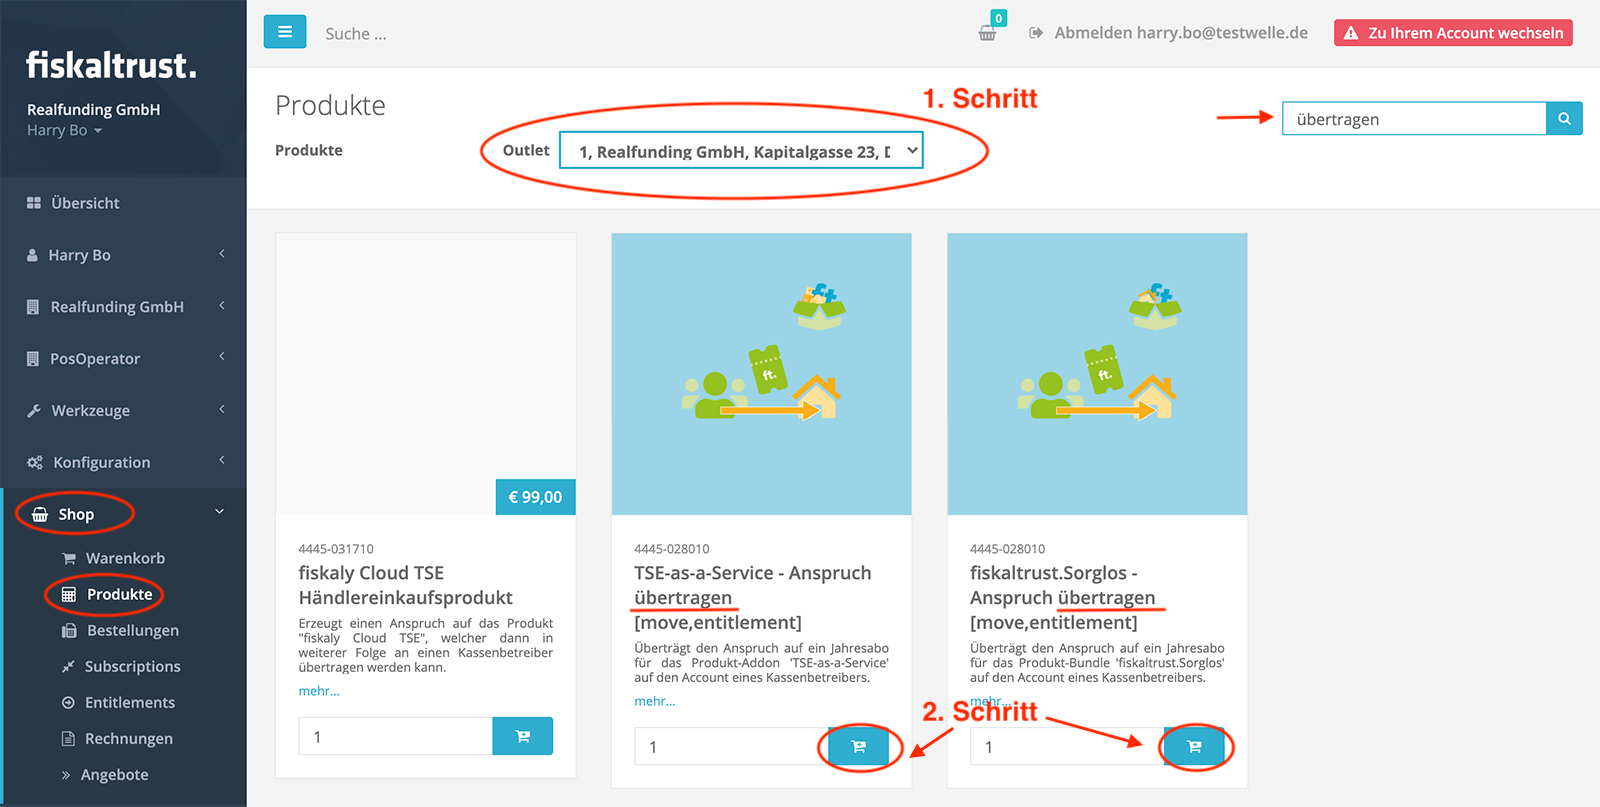 fiskaltrust.
Realfunding GmbH
Harry Bo
Übersicht
Harry Bo
Realfunding GmbH
PosOperator
Werkzeuge
Konfiguration
Shop
Warenkorb
Produkte
Bestellungen
Subscriptions
Entitlements
Rechnungen
Angebote
Suche ...
0
Abmelden harry.bo@testwelle.de
Zu Ihrem Account wechseln
Produkte
Produkte
Outlet
1, Realfunding GmbH, Kapitalgasse 23, D
1. Schritt
übertragen
€ 99,00
4445-031710
fiskaly Cloud TSE
Händlereinkaufsprodukt
Erzeugt einen Anspruch auf das Produkt
"fiskaly Cloud TSE", welcher dann in
weiterer Folge an einen Kassenbetreiber
übertragen werden kann.
mehr...
1
ft
ft.
4445-028010
TSE-as-a-Service - Anspruch
übertragen
[move,entitlement]
Überträgt den Anspruch auf ein Jahresabo
für das Produkt-Addon 'TSE-as-a-Service'
auf den Account eines Kassenbetreibers.
mehr...
1
ft
ft.
4445-028010
fiskaltrust.Sorglos -
Anspruch übertragen
[move,entitlement]
Überträgt den Anspruch auf ein Jahresabo
für das Produkt-Bundle 'fiskaltrust.Sorglos'
auf den Account eines Kassenbetreibers.
mehr...
1
2. Schritt